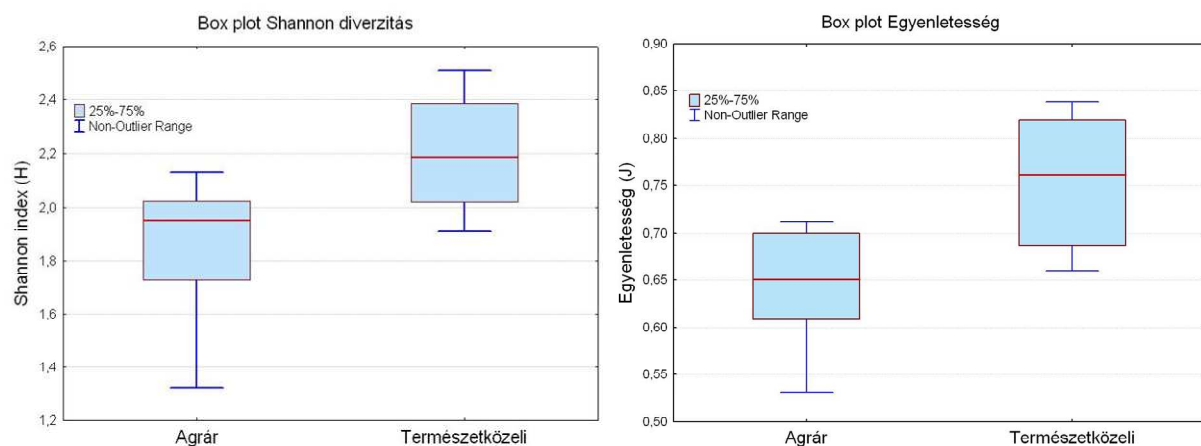 Box plot Shannon diverzitás
Shannon index (H)
2,6
2,4
2,2
2,0
1,8
1,6
1,4
1,2
25%-75%
Non-Outlier Range
Agrár
Természetközeli
Box plot Egyenletesség
Egyenletesség (J)
0,90
0,85
0,80
0,75
0,70
0,65
0,60
0,55
0,50
25%-75%
Non-Outlier Range
Agrár
Természetközeli